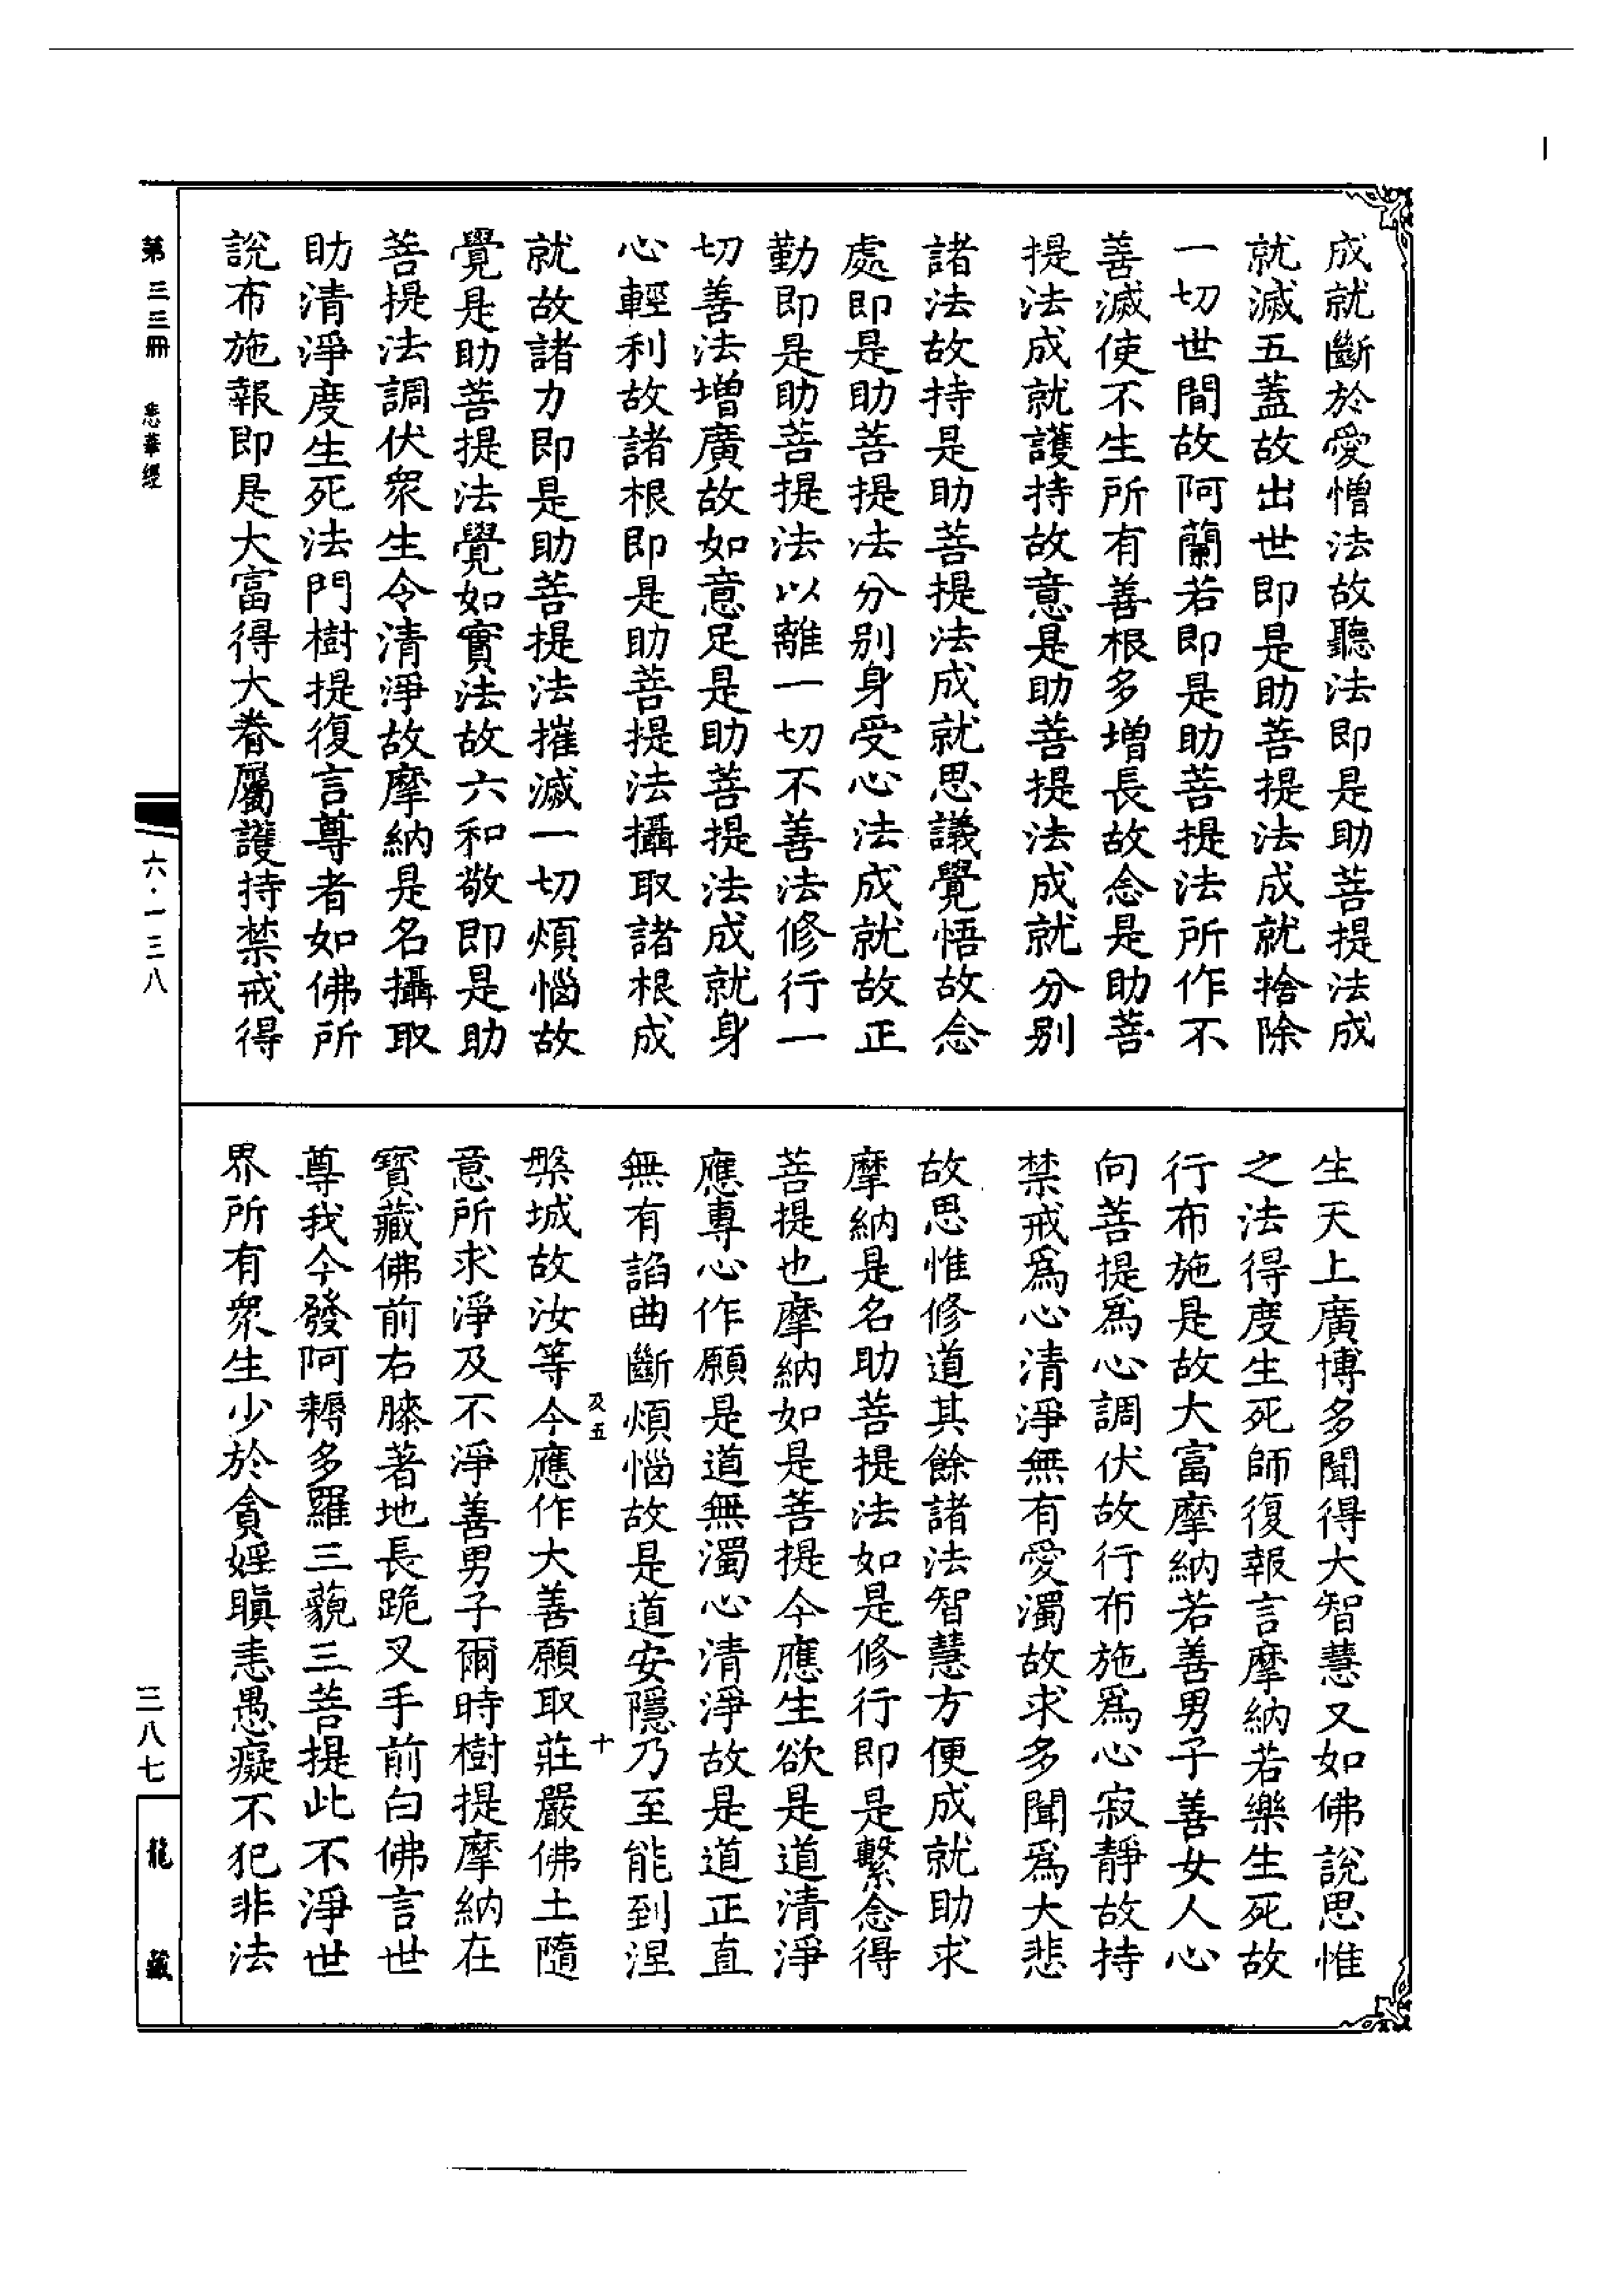 成就斷於愛憎法故聽法即是助菩提法成
就滅五蓋故出世即是助菩提法成就捨除
一切世間故阿蘭若即是助菩提法所作不
善滅使不生所有善根多增長故念是助菩
提法成就護持故意是助菩提法成就分別
諸法故持是助菩提法成就思議覺悟故念
處即是助菩提法分別身受心法成就故正
勤即是助菩提法以離一切不善法修行一
切善法增廣故如意足是助菩提法成就身
心輕利故諸根即是助菩提法攝取諸根成
就故諸力即是助菩提法摧滅一切煩惱故
覺是助菩提法覺如實法故六和敬即是助
菩提法調伏眾生令清淨故摩納是名攝取
助清淨度生死法門樹提復言尊者如佛所
說布施報即是大富得大眷屬護持禁戒得
生天上廣博多聞得大智慧又如佛說思惟
之法得度生死師復報言摩納若樂生死故
行布施是故大富摩納若善男子善女人心
向菩提為心調伏故行布施為心寂靜故持
禁戒為心清淨無有愛濁故求多聞為大悲
故思惟修道其餘諸法智慧方便成就助求
摩納是名助菩提法如是修行即是繫念得
菩提也摩納如是菩提今應生欲是道清淨
應專心作願是道無濁心清淨故是道正直
無有諂曲斷煩惱故是道安隱乃至能到涅
及五 十
槃城故汝等今應作大善願取莊嚴佛土隨
意所求淨及不淨善男子爾時樹提摩納在
寶藏佛前右膝著地長跪叉手前白佛言世
尊我今發阿耨多羅三藐三菩提此不淨世
界所有眾生少於貪婬瞋恚愚癡不犯非法
第三三冊 悲華經
六·一三八
三八七
龍藏